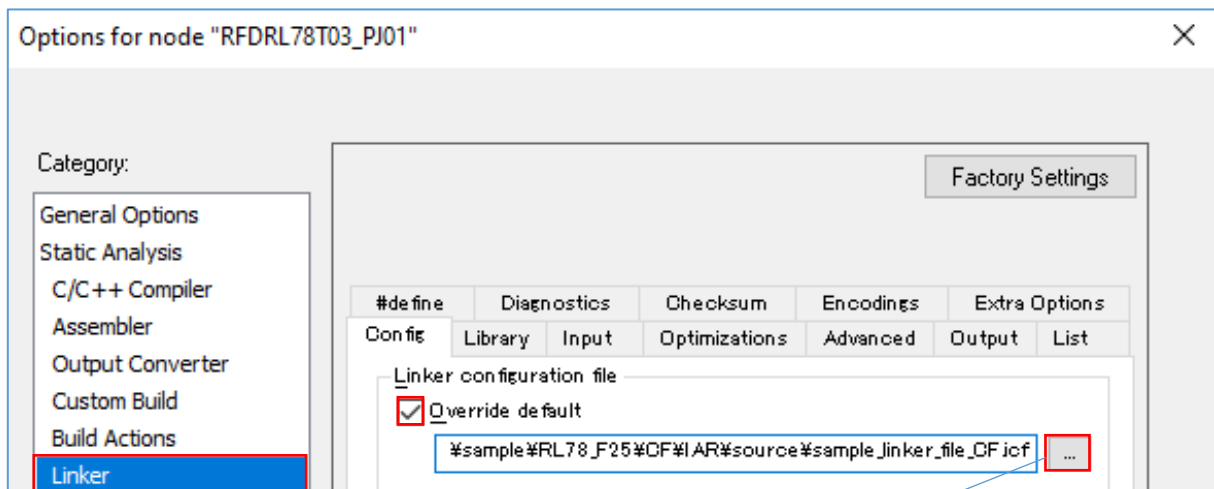 Options for node "RFDRL78T03_PJ01"
Category:
Factory Settings
General Options
Static Analysis
C/C++ Compiler
Assembler
Output Converter
Custom Build
Build Actions
Linker
#define Diagnostics Checksum Encodings Extra Options
Config Library Input Optimizations Advanced Output List
Linker configuration file
Override default
¥sample¥RL78_F25¥CF¥IAR¥source¥sample_linker_file_CF.icf ...